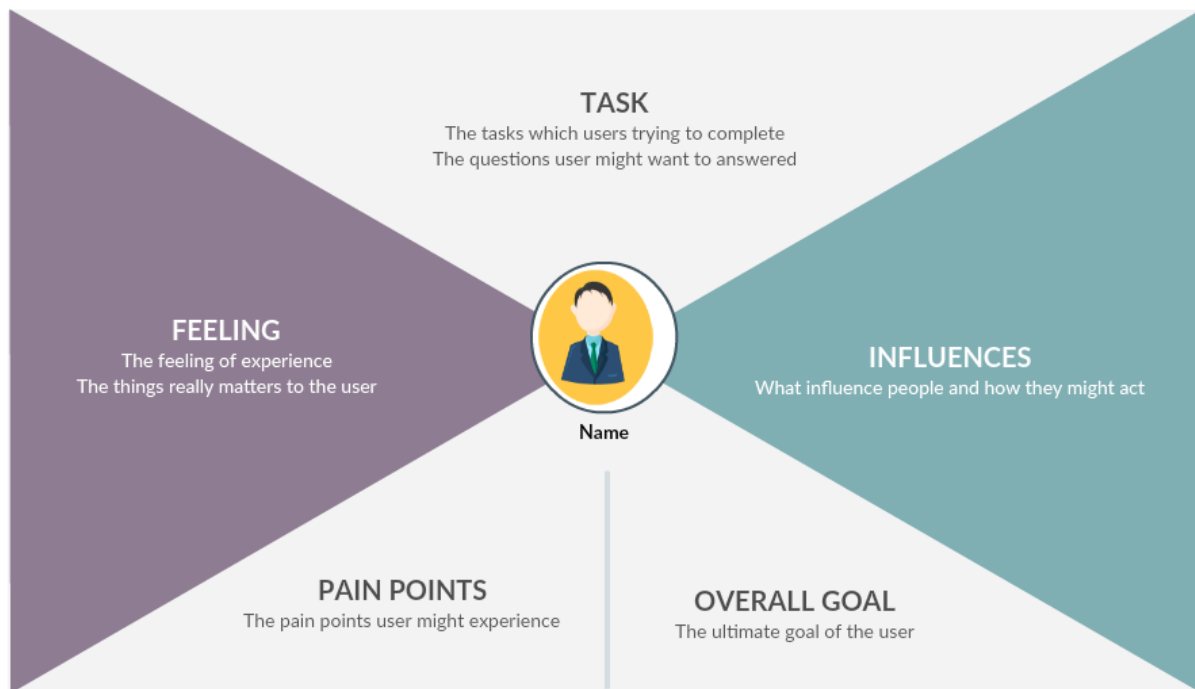 TASK
The tasks which users trying to complete
The questions user might want to answered
FEELING
The feeling of experience
The things really matters to the user
INFLUENCES
What influence people and how they might act
Name
PAIN POINTS
The pain points user might experience
OVERALL GOAL
The ultimate goal of the user